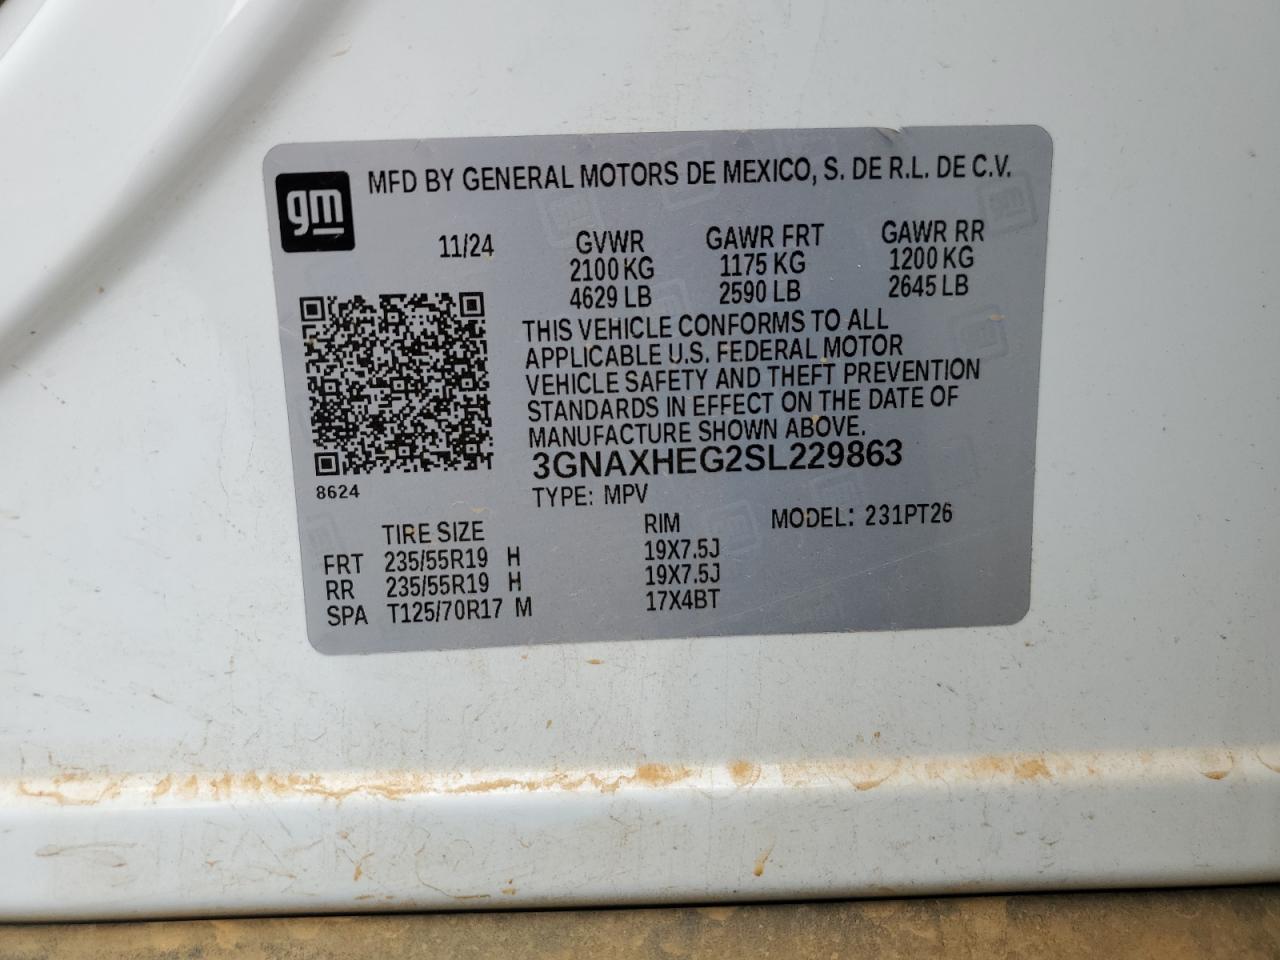 gm
MFD BY GENERAL MOTORS DE MEXICO, S. DE R.L. DE C.V.
11/24 GVWR GAWR FRT GAWR RR
2100 KG 1175 KG 1200 KG
4629 LB 2590 LB 2645 LB
THIS VEHICLE CONFORMS TO ALL
APPLICABLE U.S. FEDERAL MOTOR
VEHICLE SAFETY AND THEFT PREVENTION
STANDARDS IN EFFECT ON THE DATE OF
MANUFACTURE SHOWN ABOVE.
3GNAXHEG2SL229863
8624
TYPE: MPV
TIRE SIZE RIM MODEL: 231PT26
FRT 235/55R19 H 19X7.5J
RR 235/55R19 H 19X7.5J
SPA T125/70R17 M 17X4BT